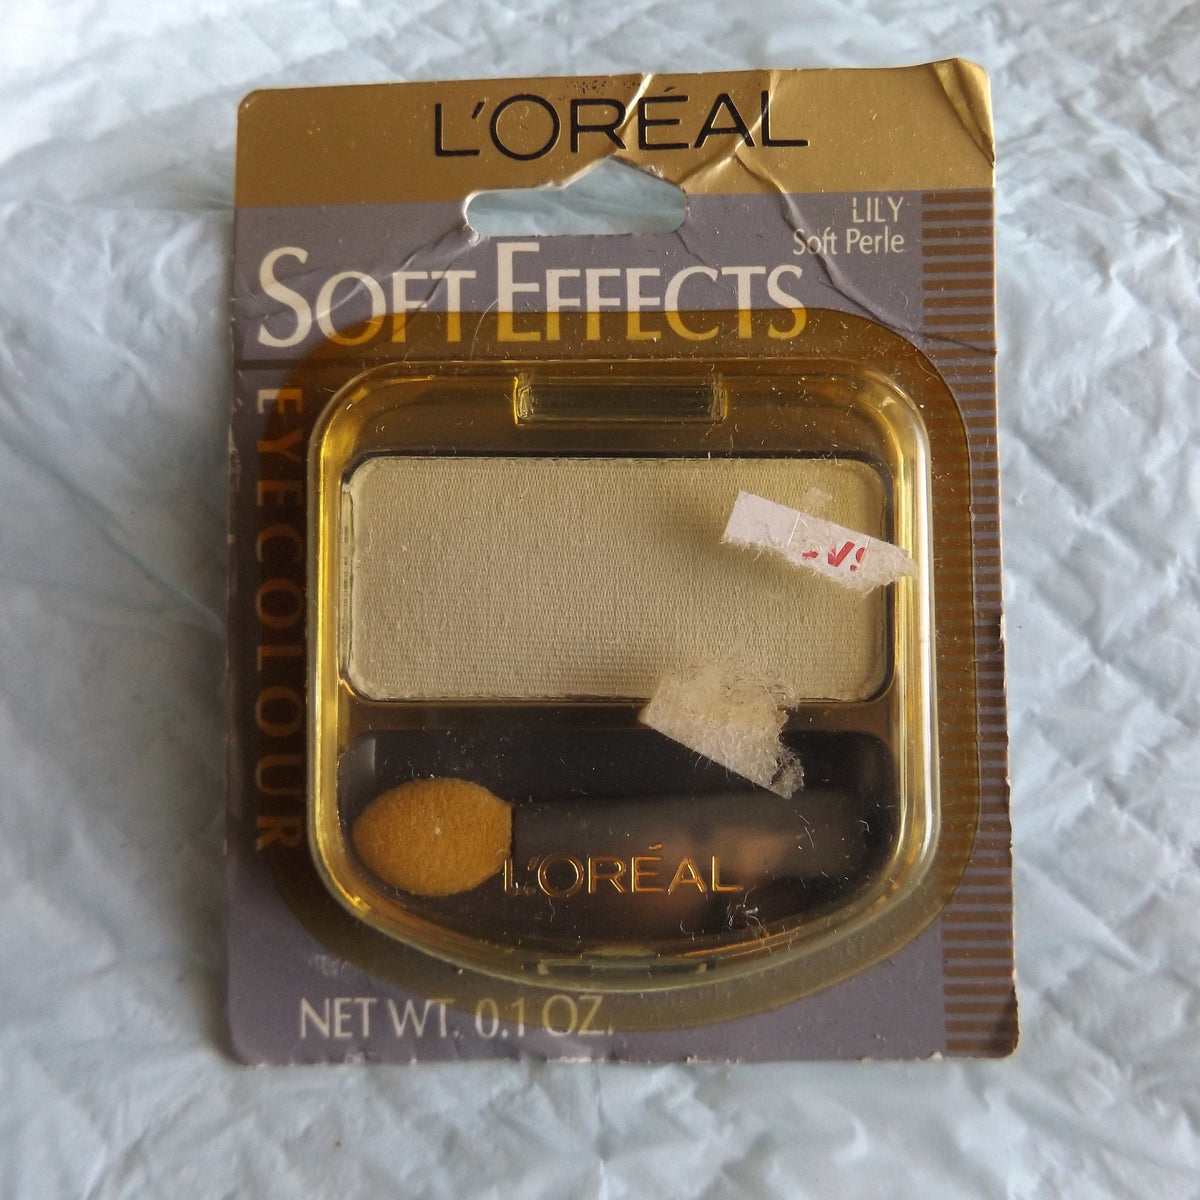 L'ORÉAL
LILY
Soft Perle
SOFT EFFECTS
EYECOLOUR
L'ORÉAL
NET WT. 0.1 OZ.